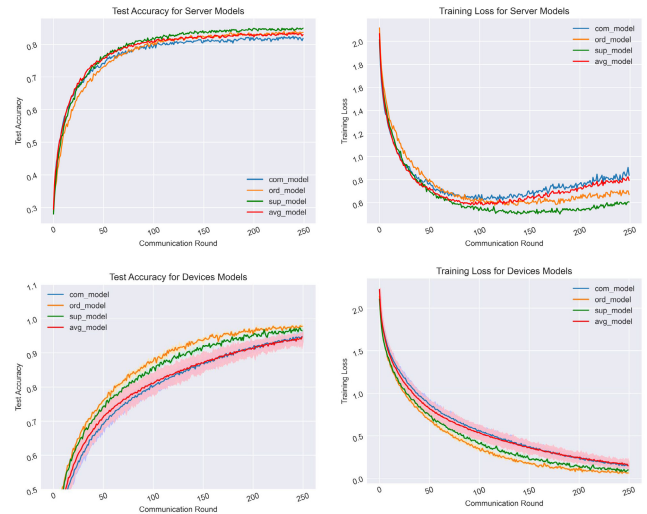 Test Accuracy for Server Models
Test Accuracy
0.8
0.7
0.6
0.5
0.4
0.3
com_model
ord_model
sup_model
avg_model
0
50
100
150
200
250
Communication Round
Training Loss for Server Models
Training Loss
2.0
1.8
1.6
1.4
1.2
1.0
0.8
0.6
com_model
ord_model
sup_model
avg_model
0
50
100
150
200
250
Communication Round
Test Accuracy for Devices Models
Test Accuracy
1.1
1.0
0.9
0.8
0.7
0.6
0.5
com_model
ord_model
sup_model
avg_model
0
50
100
150
200
250
Communication Round
Training Loss for Devices Models
Training Loss
2.0
1.5
1.0
0.5
0.0
com_model
ord_model
sup_model
avg_model
0
50
100
150
200
250
Communication Round